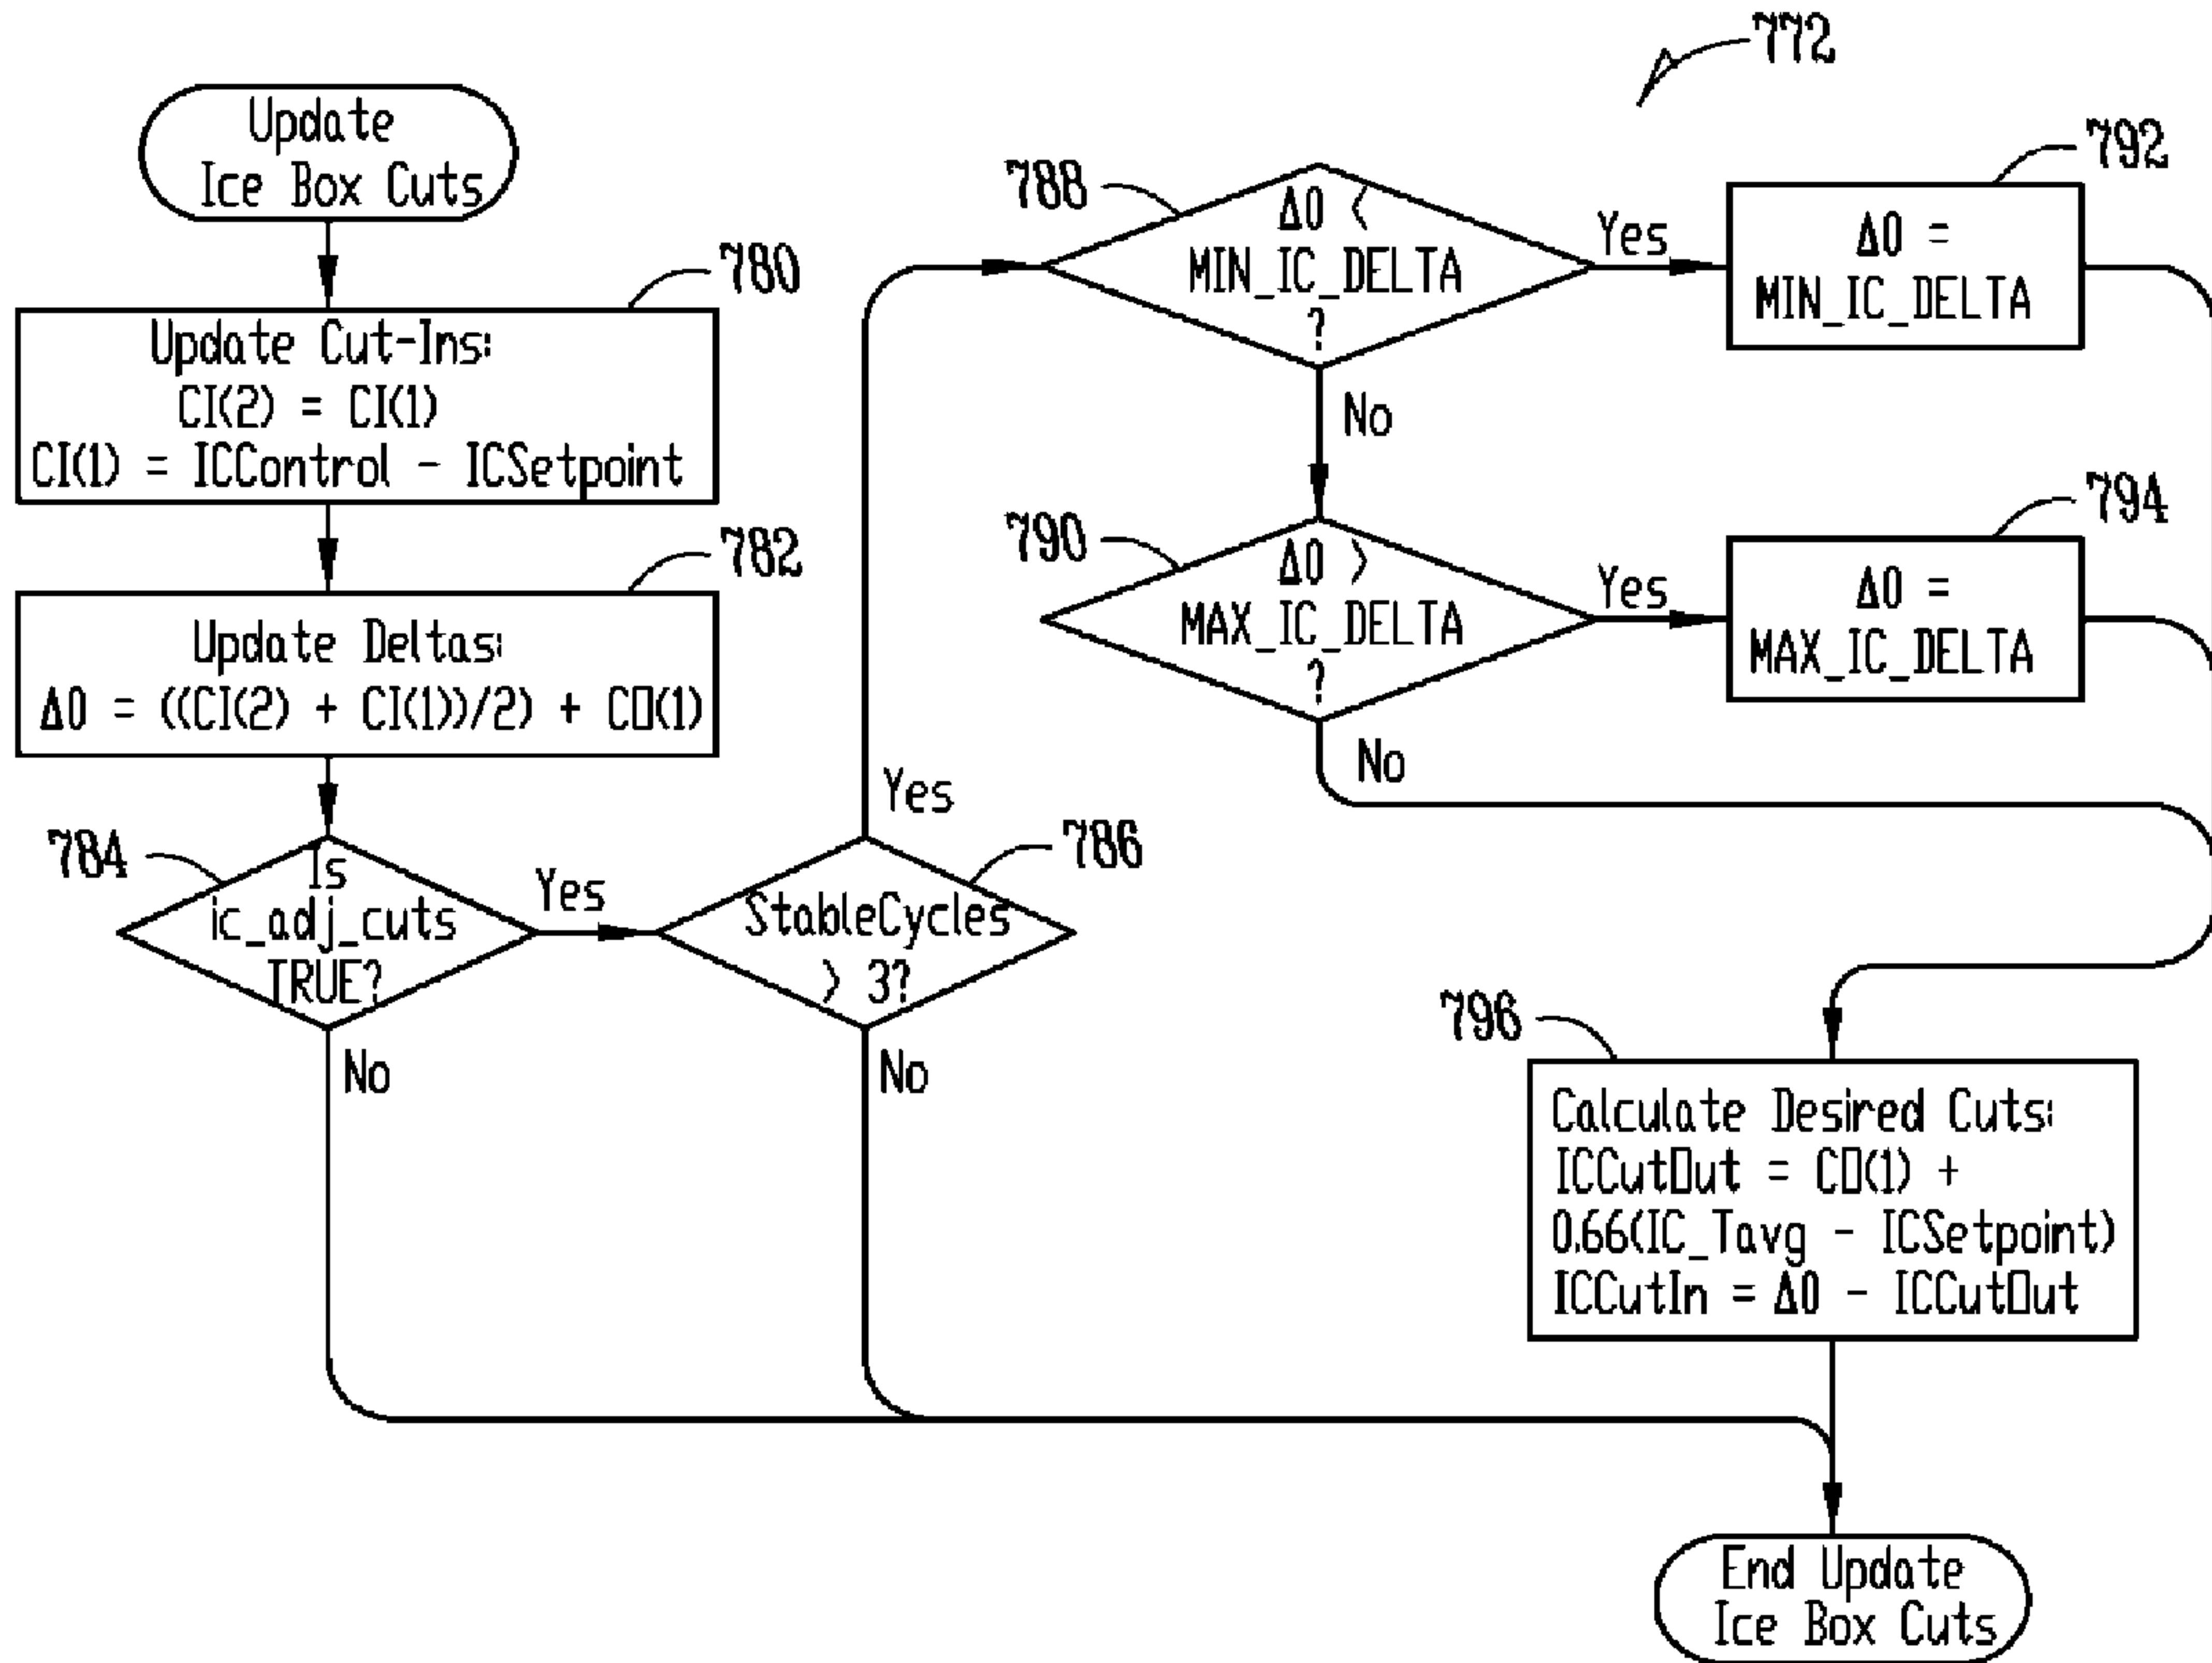 772
Update
Ice Box Cuts
780
Update Cut-Ins:
CI(2) = CI(1)
CI(1) = ICControl - ICSetpoint
782
Update Deltas:
Δ0 = ((CI(2) + CI(1))/2) + CO(1)
784
Is
ic_adj_cuts
TRUE?
Yes
No
786
StableCycles
> 3?
Yes
No
788
Δ0 <
MIN_IC_DELTA
?
Yes
No
792
Δ0 =
MIN_IC_DELTA
790
Δ0 >
MAX_IC_DELTA
?
Yes
No
794
Δ0 =
MAX_IC_DELTA
796
Calculate Desired Cuts:
ICCutOut = CO(1) +
0.66(IC_Tavg - ICSetpoint)
ICCutIn = Δ0 - ICCutOut
End Update
Ice Box Cuts